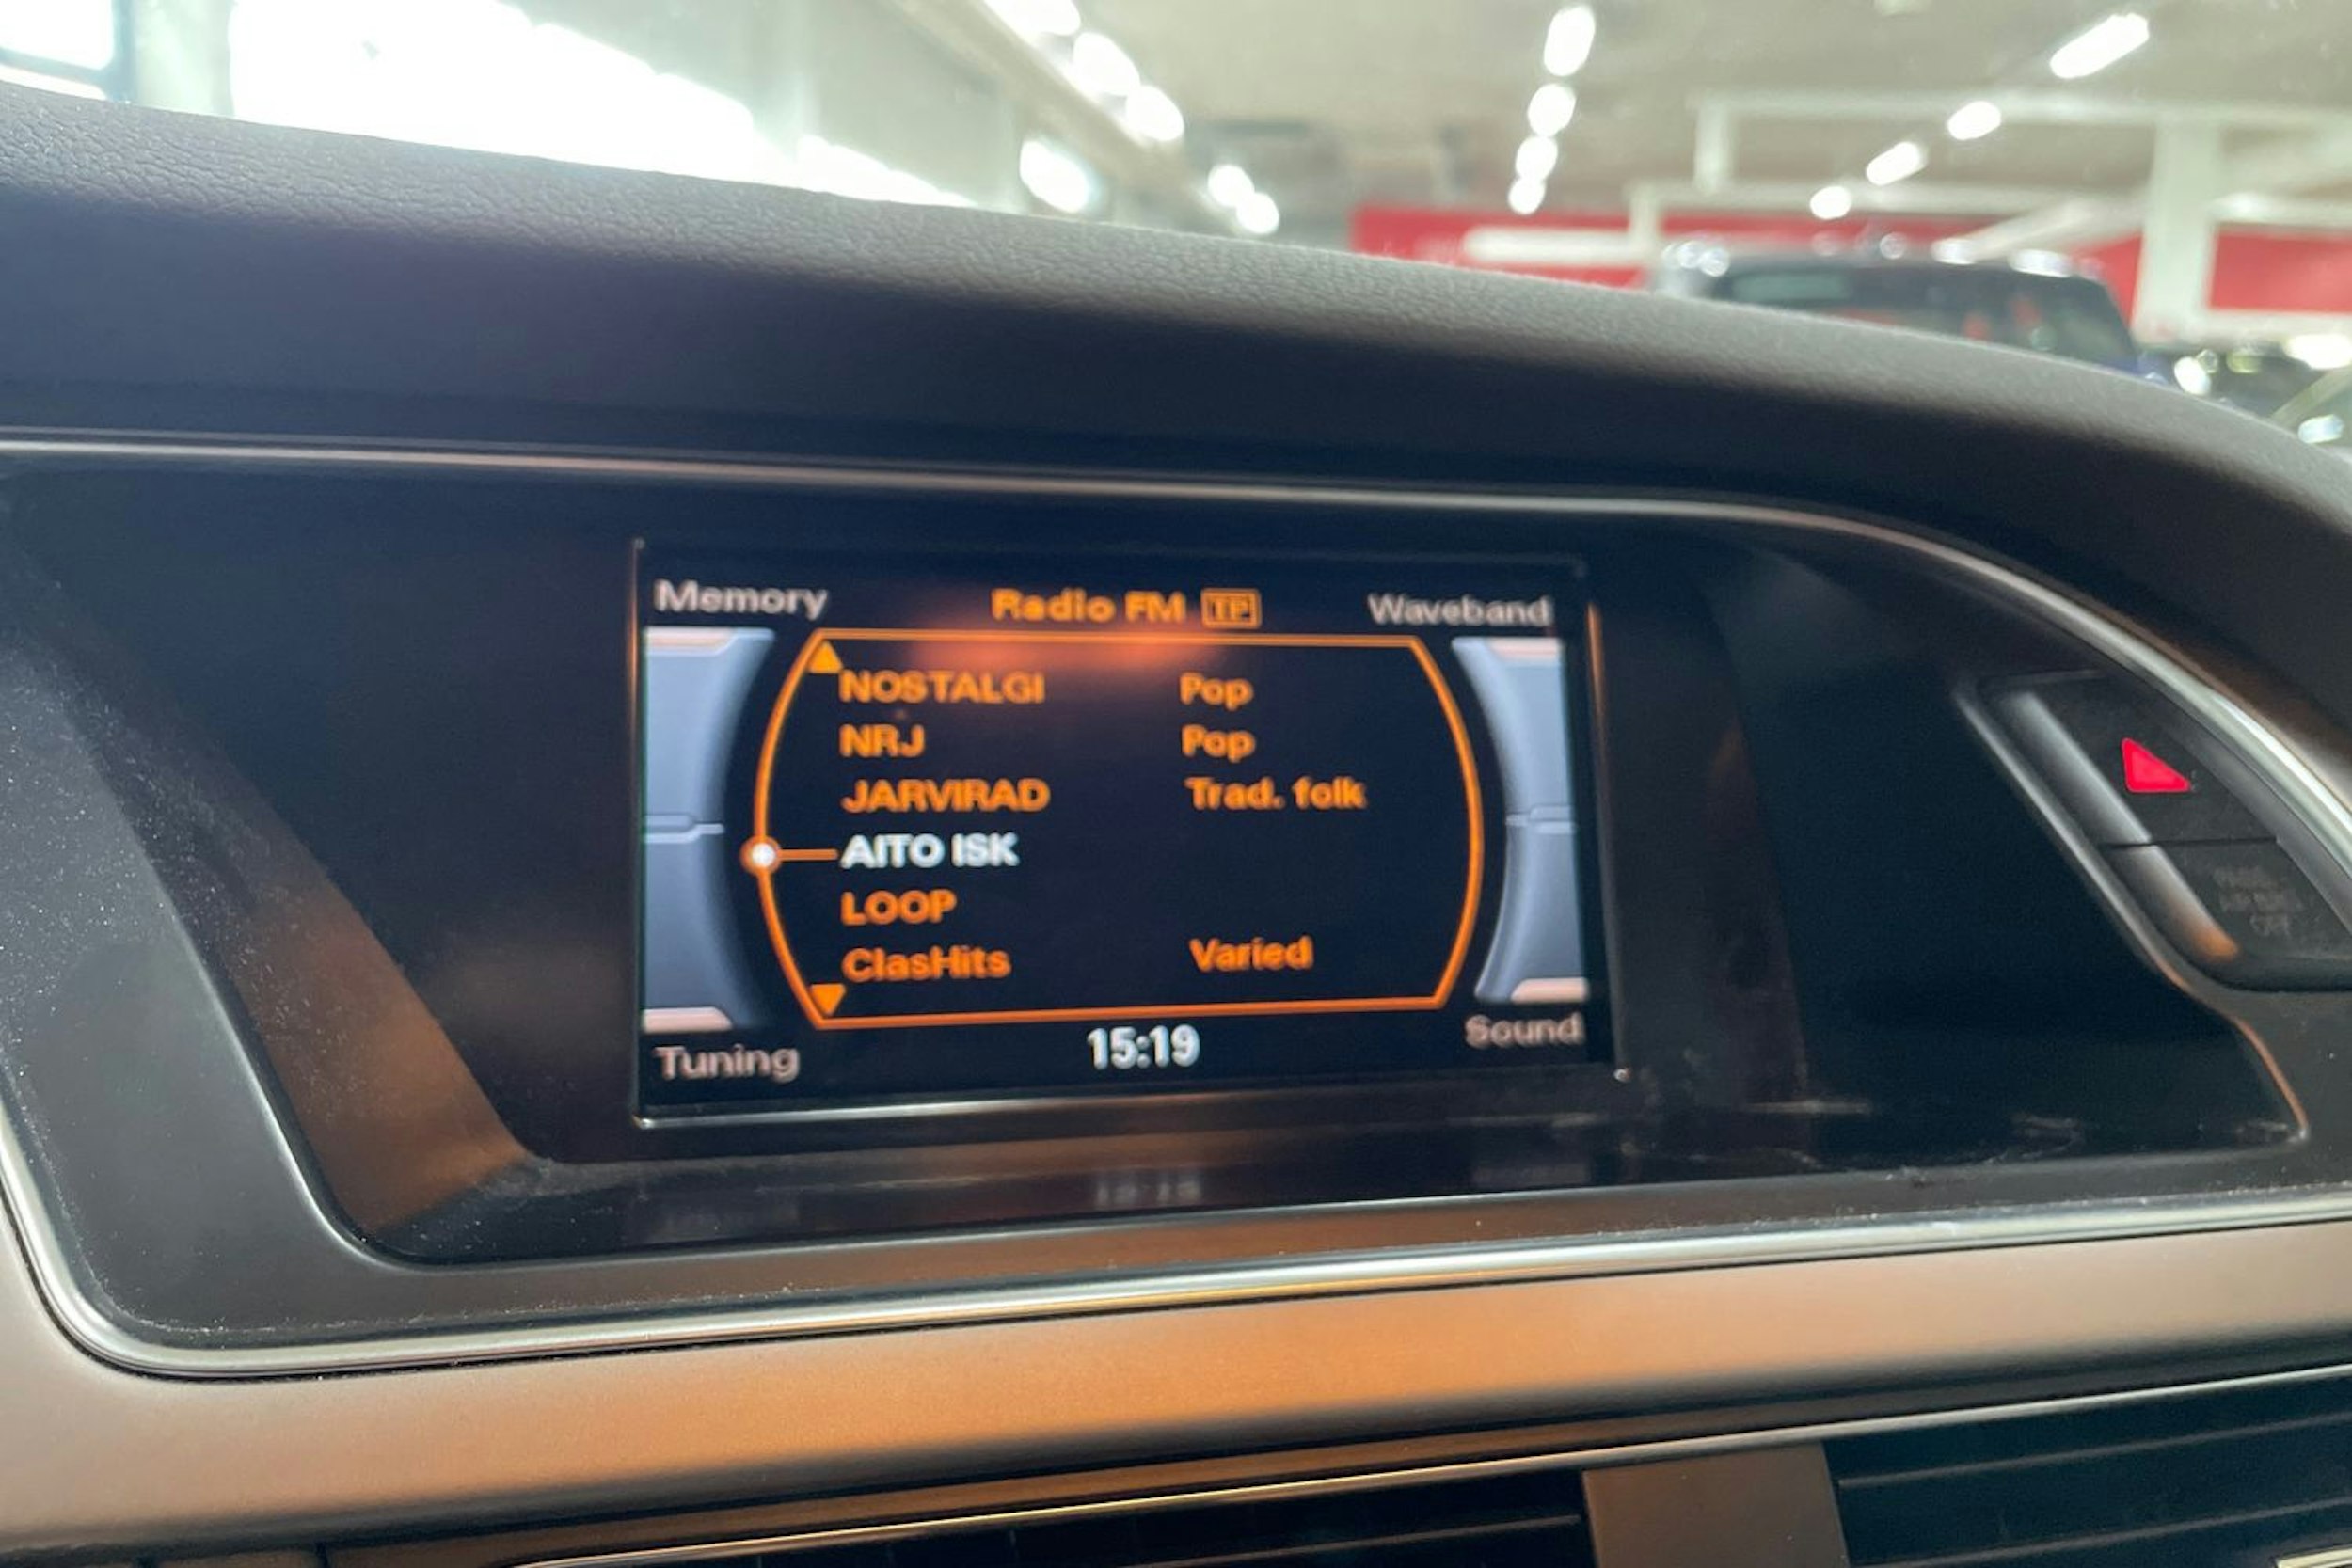 Memory Radio FM TP Waveband
NOSTALGI Pop
NRJ Pop
JARVIRAD Trad. folk
AITO ISK
LOOP
ClasHits Varied
Tuning 15:19 Sound